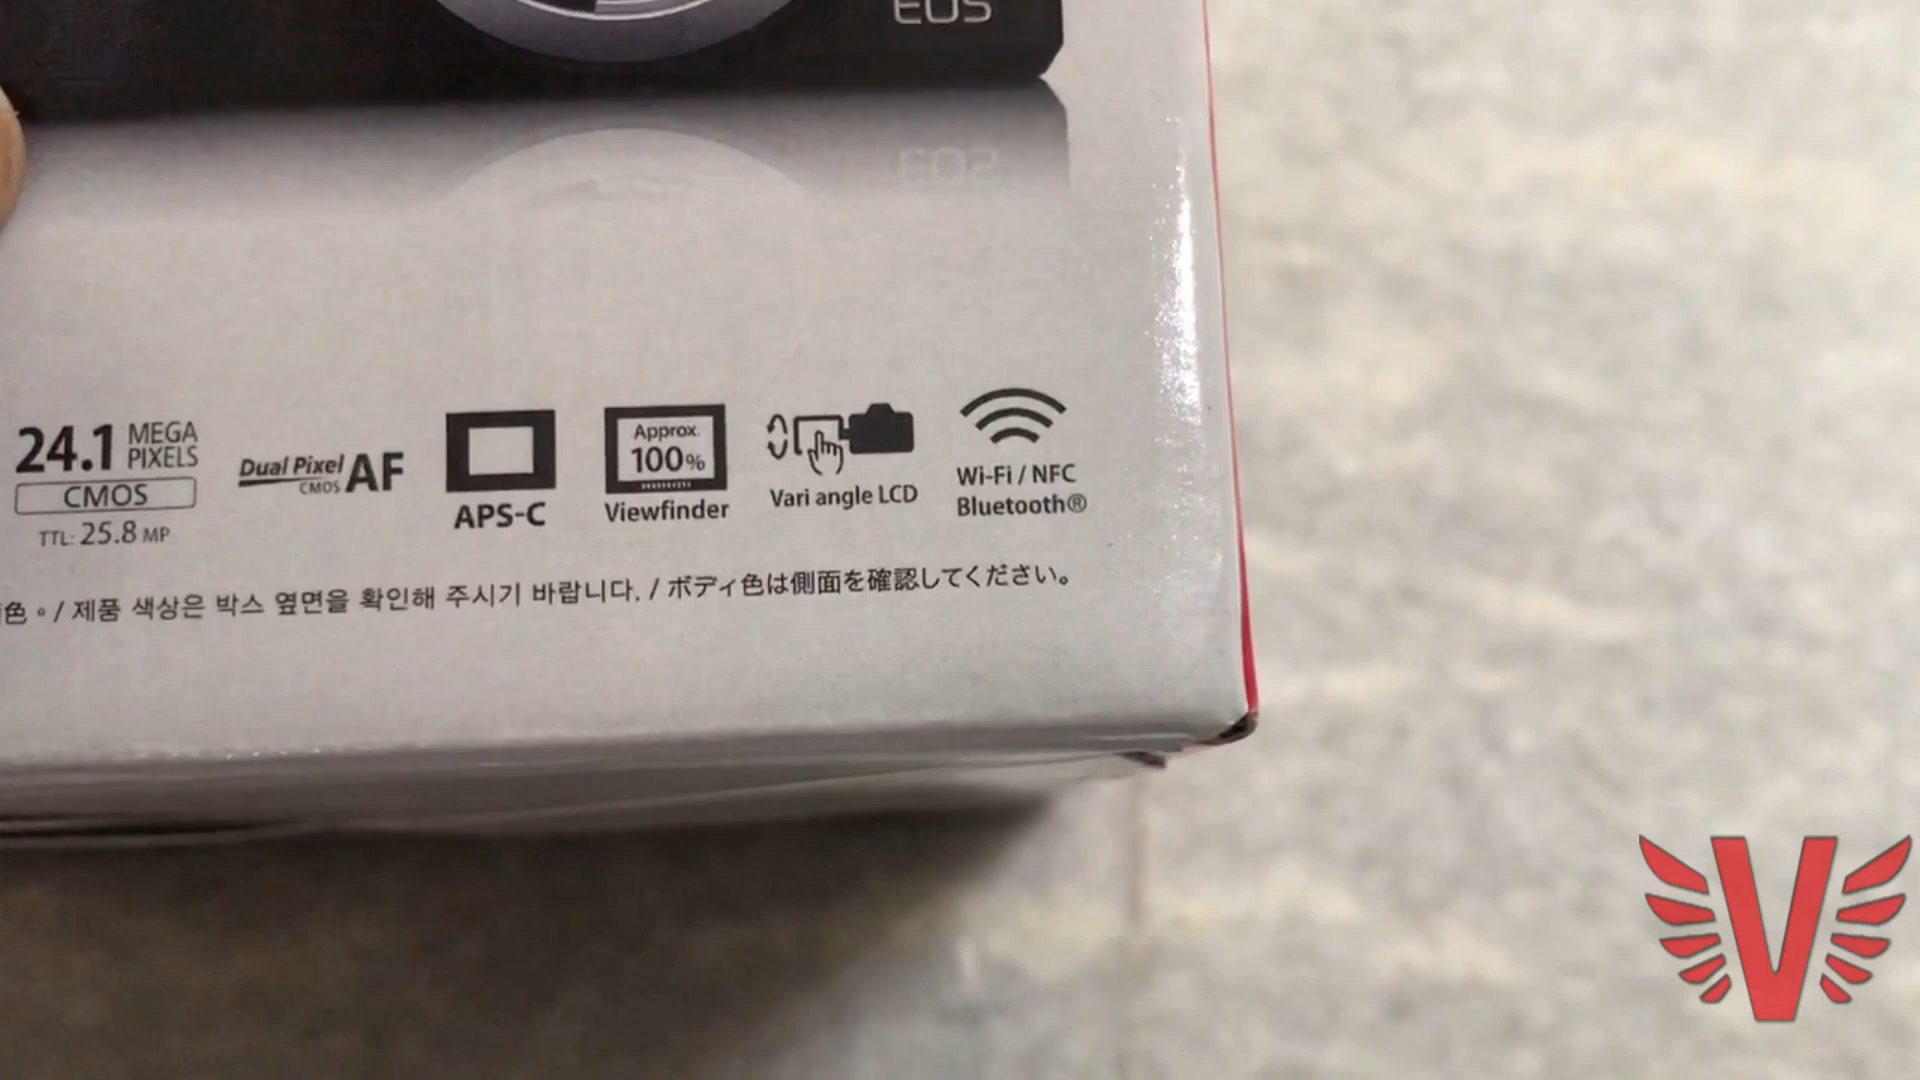 EOS
24.1 MEGA PIXELS
CMOS
TTL: 25.8 MP
Dual Pixel
CMOS AF
APS-C
Approx.
100%
Viewfinder
Vari angle LCD
Wi-Fi / NFC
Bluetooth®
色。/ 제품 색상은 박스 옆면을 확인해 주시기 바랍니다. / ボディ色は側面を確認してください。
V